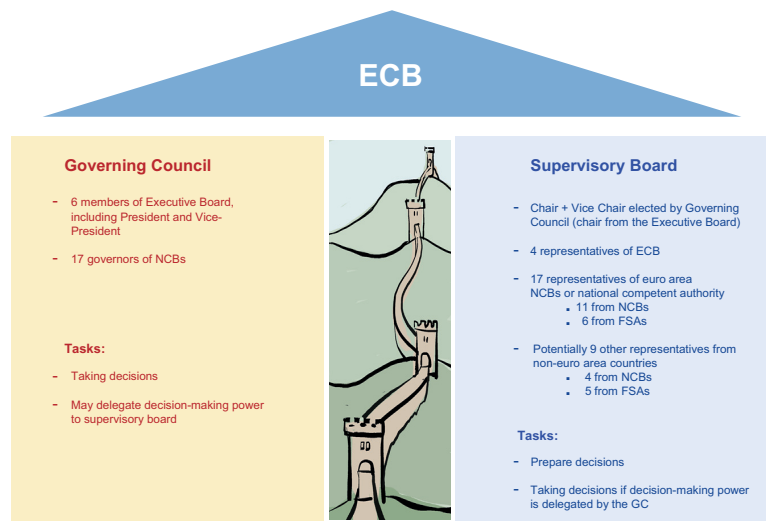 ECB
Governing Council
- 6 members of Executive Board,
including President and Vice-
President
- 17 governors of NCBs
Tasks:
- Taking decisions
- May delegate decision-making power
to supervisory board
Supervisory Board
- Chair + Vice Chair elected by Governing
Council (chair from the Executive Board)
- 4 representatives of ECB
- 17 representatives of euro area
NCBs or national competent authority
▪ 11 from NCBs
▪ 6 from FSAs
- Potentially 9 other representatives from
non-euro area countries
▪ 4 from NCBs
▪ 5 from FSAs
Tasks:
- Prepare decisions
- Taking decisions if decision-making power
is delegated by the GC